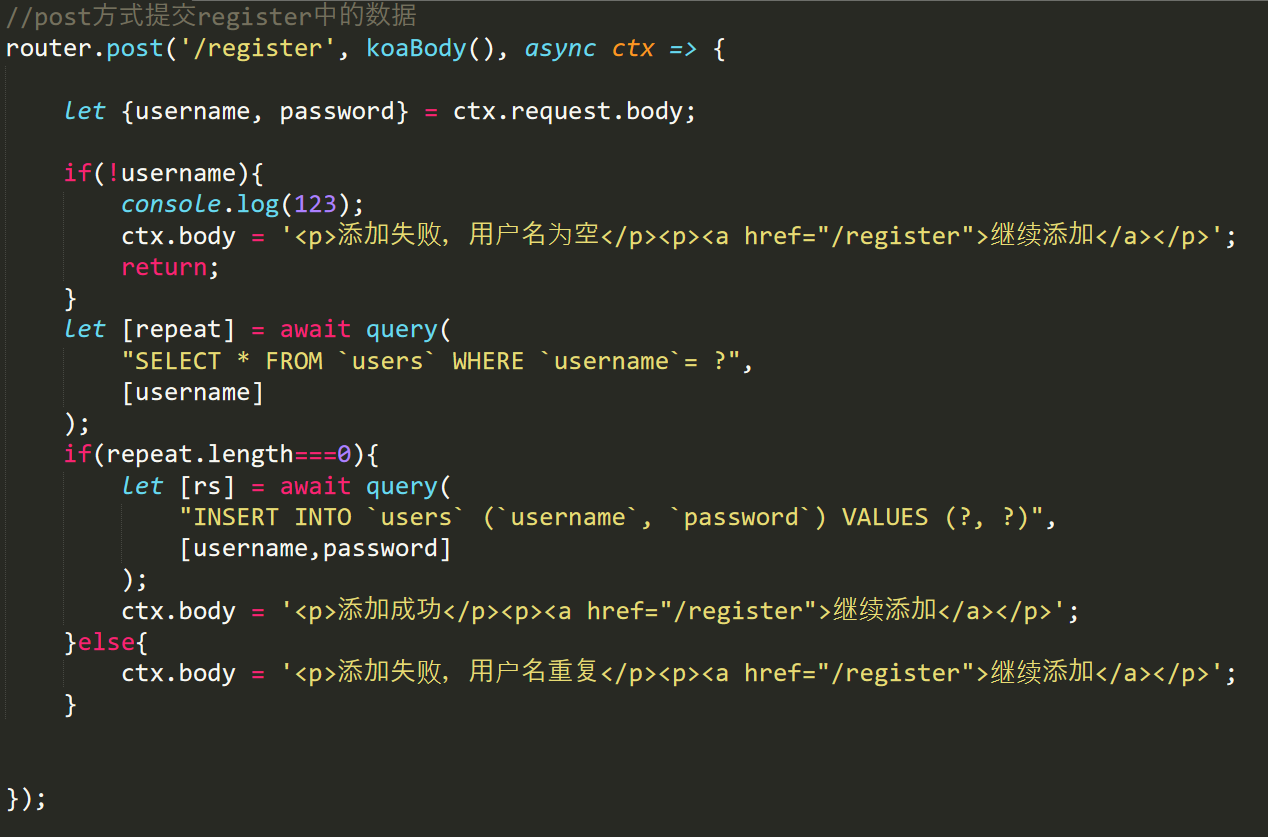 //post方式提交register中的数据
router.post('/register', koaBody(), async ctx => {
let {username, password} = ctx.request.body;
if(!username){
console.log(123);
ctx.body = '<p>添加失败，用户名为空</p><p><a href="/register">继续添加</a></p>';
return;
}
let [repeat] = await query(
"SELECT * FROM `users` WHERE `username`= ?",
[username]
);
if(repeat.length===0){
let [rs] = await query(
"INSERT INTO `users` (`username`, `password`) VALUES (?, ?)",
[username,password]
);
ctx.body = '<p>添加成功</p><p><a href="/register">继续添加</a></p>';
}else{
ctx.body = '<p>添加失败，用户名重复</p><p><a href="/register">继续添加</a></p>';
}
});